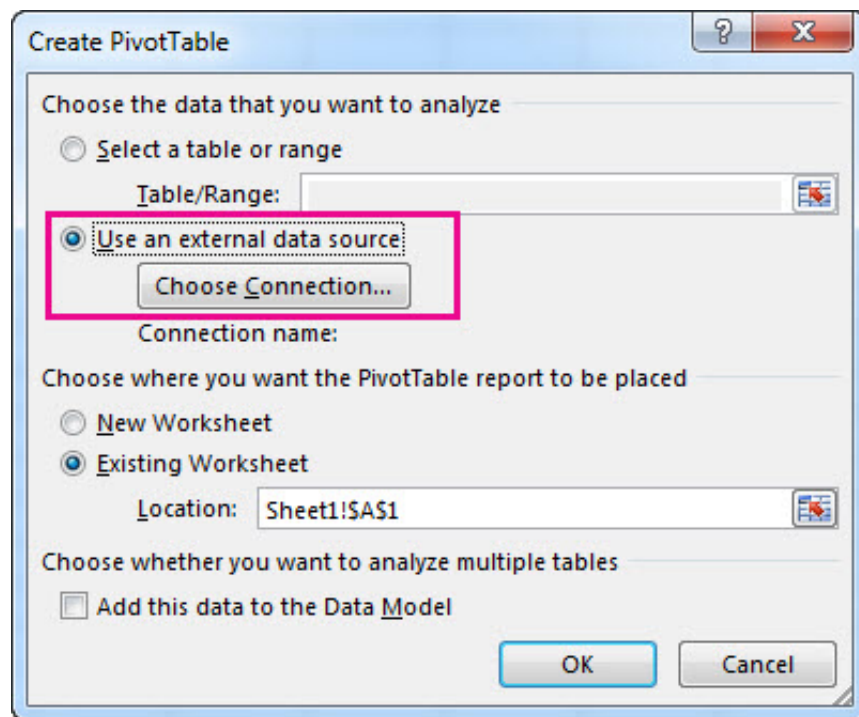 Create PivotTable
Choose the data that you want to analyze
Select a table or range
Table/Range:
Use an external data source
Choose Connection...
Connection name:
Choose where you want the PivotTable report to be placed
New Worksheet
Existing Worksheet
Location: Sheet1!$A$1
Choose whether you want to analyze multiple tables
Add this data to the Data Model
OK Cancel